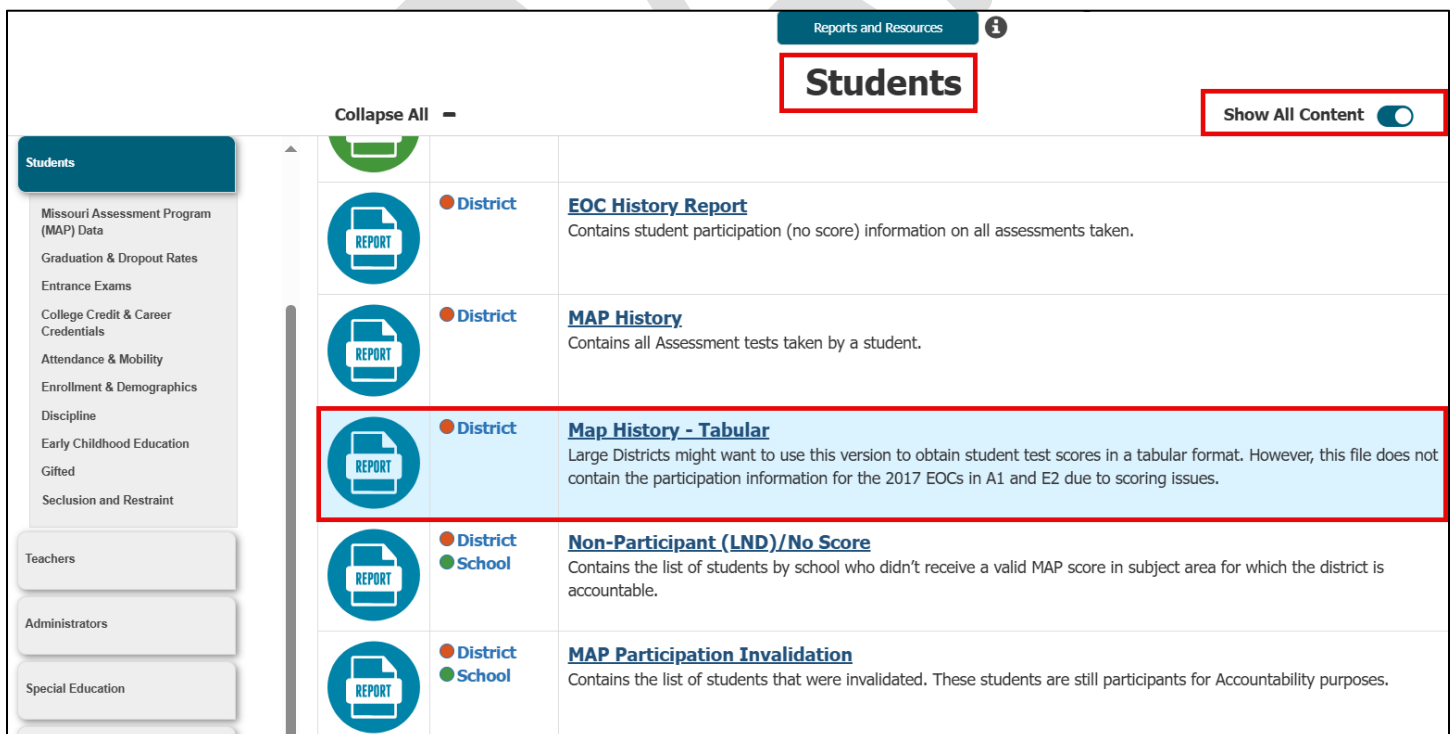 Reports and Resources
Students
Collapse All
Show All Content
Students
Missouri Assessment Program
(MAP) Data
Graduation & Dropout Rates
Entrance Exams
College Credit & Career
Credentials
Attendance & Mobility
Enrollment & Demographics
Discipline
Early Childhood Education
Gifted
Seclusion and Restraint
Teachers
Administrators
Special Education
REPORT
District
EOC History Report
Contains student participation (no score) information on all assessments taken.
REPORT
District
MAP History
Contains all Assessment tests taken by a student.
REPORT
District
Map History - Tabular
Large Districts might want to use this version to obtain student test scores in a tabular format. However, this file does not
contain the participation information for the 2017 EOCs in A1 and E2 due to scoring issues.
REPORT
District
School
Non-Participant (LND)/No Score
Contains the list of students by school who didn't receive a valid MAP score in subject area for which the district is
accountable.
REPORT
District
School
MAP Participation Invalidation
Contains the list of students that were invalidated. These students are still participants for Accountability purposes.